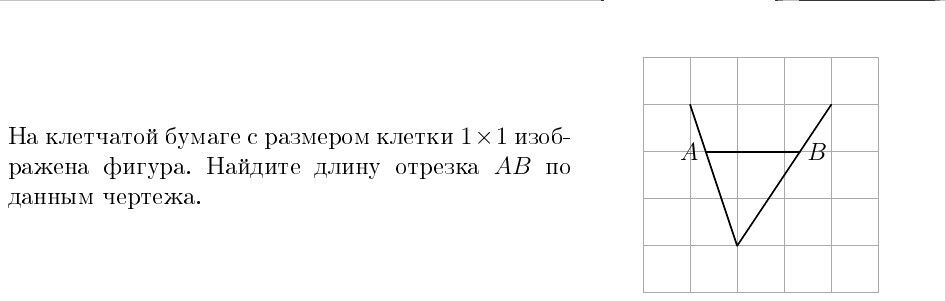 На клетчатой бумаге с размером клетки 1×1 изоб-
ражена фигура. Найдите длину отрезка AB по
данным чертежа.
A
B